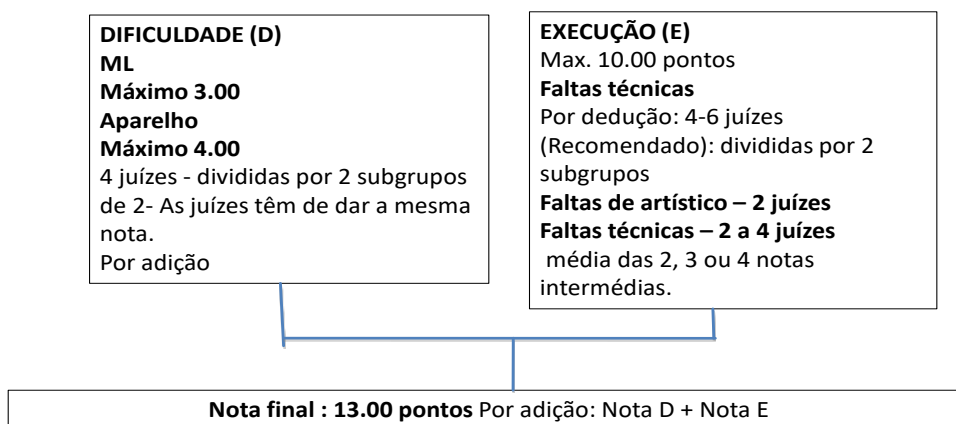 DIFICULDADE (D)
ML
Máximo 3.00
Aparelho
Máximo 4.00
4 juízes - divididas por 2 subgrupos
de 2- As juízes têm de dar a mesma
nota.
Por adição
EXECUÇÃO (E)
Max. 10.00 pontos
Faltas técnicas
Por dedução: 4-6 juízes
(Recomendado): divididas por 2
subgrupos
Faltas de artístico – 2 juízes
Faltas técnicas – 2 a 4 juízes
média das 2, 3 ou 4 notas
intermédias.
Nota final : 13.00 pontos Por adição: Nota D + Nota E